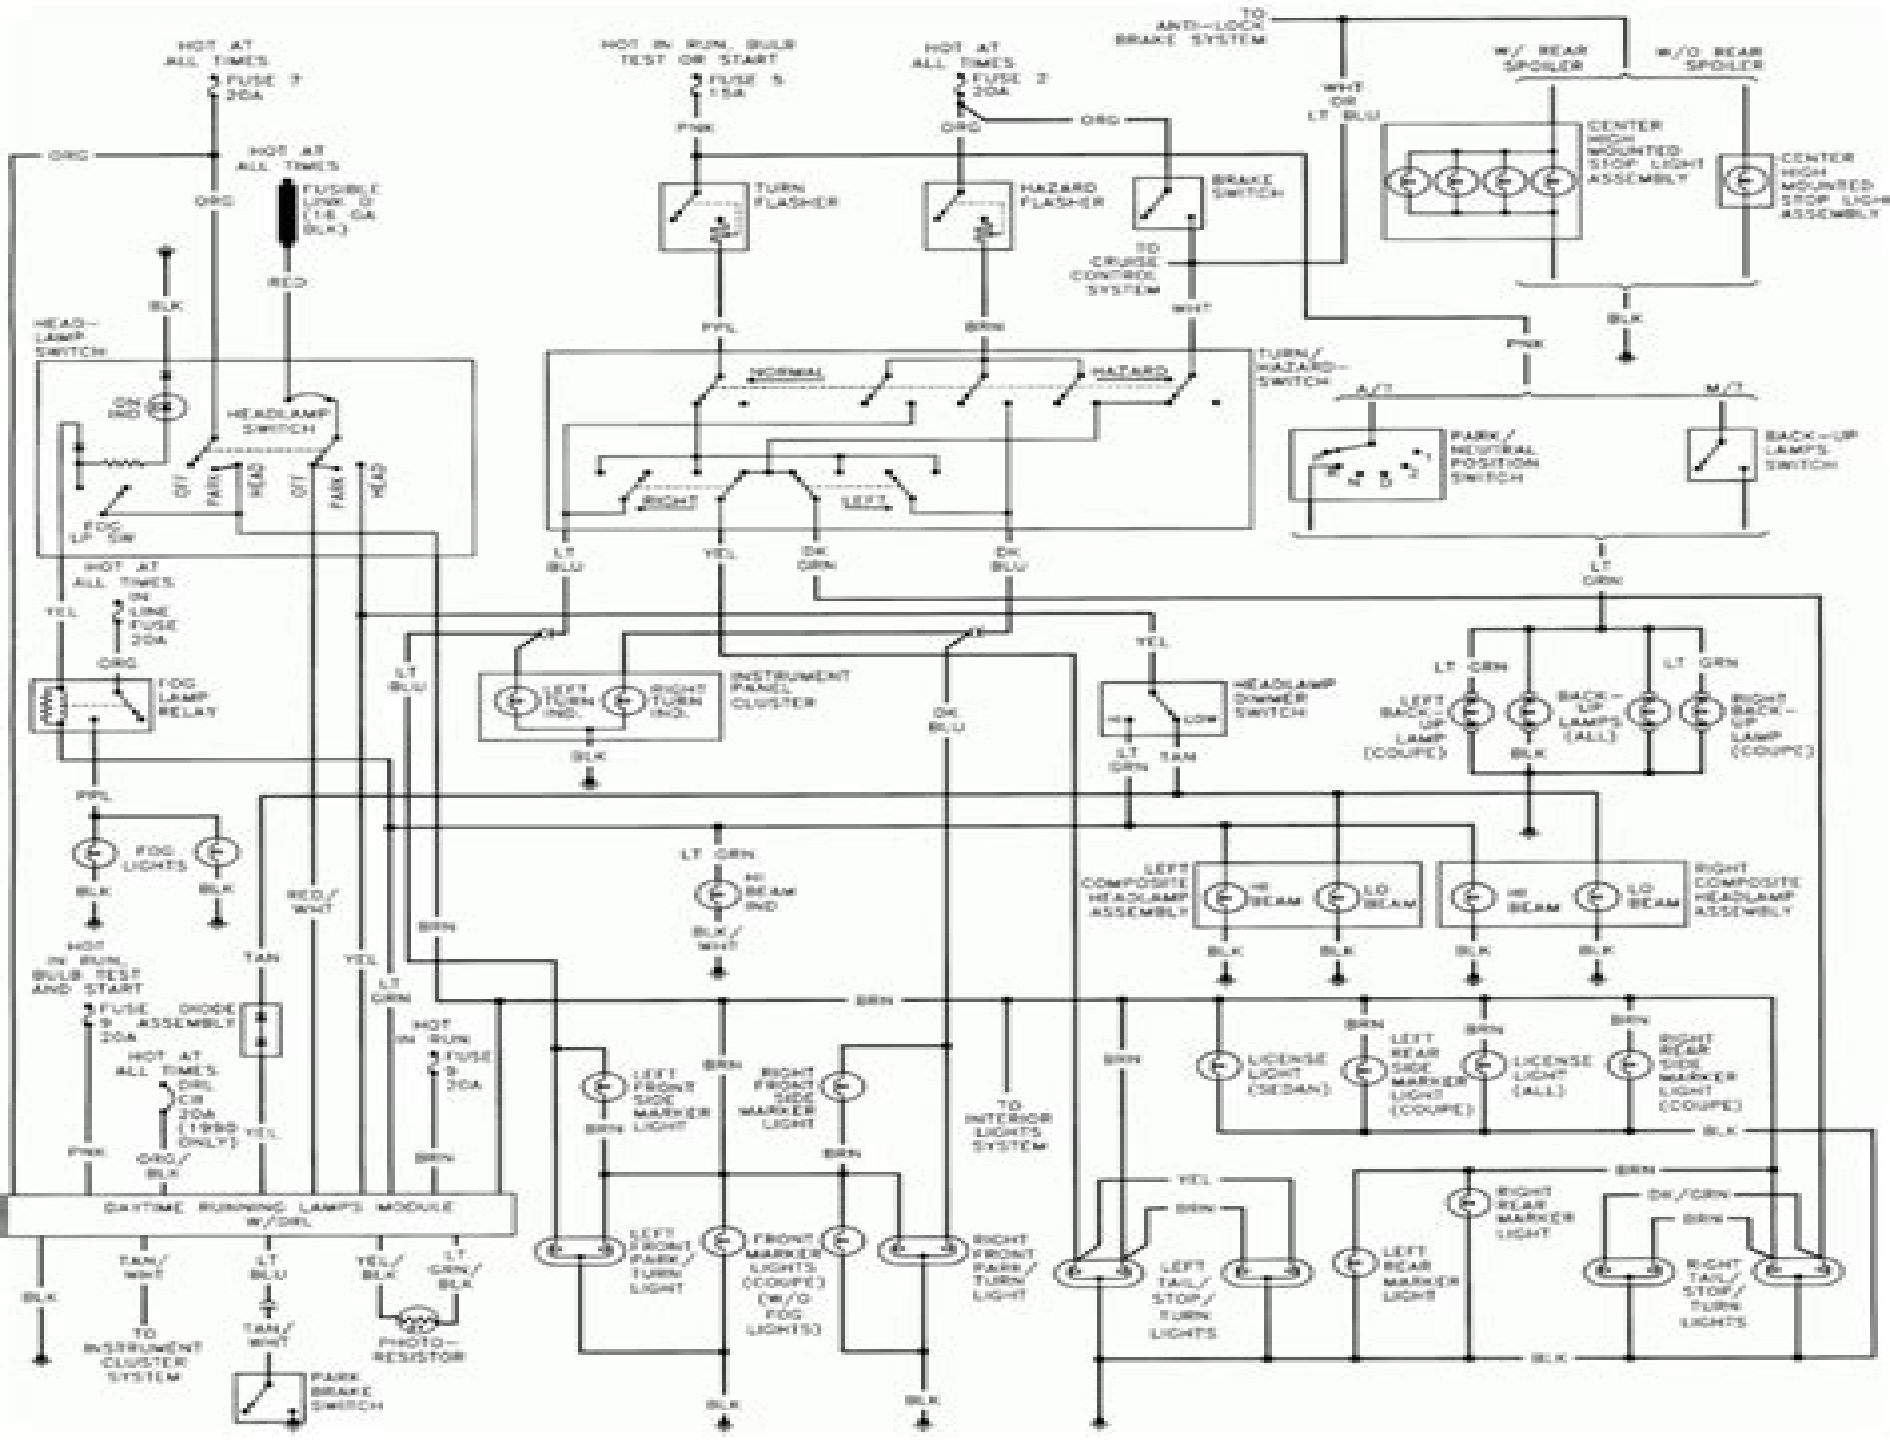 TO
ANTI-LOCK
BRAKE SYSTEM
HOT AT
ALL TIMES
FUSE 7
20A
HOT IN RUN, BULB
TEST OR START
FUSE 5
15A
HOT AT
ALL TIMES
FUSE 2
20A
W/ REAR
SPOILER
W/O REAR
SPOILER
WHT
OR
LT BLU
PNK
ORG
ORG
ORG
HOT AT
ALL TIMES
FUSIBLE
LINK D
(16 GA
BLK)
ORG
TURN
FLASHER
HAZARD
FLASHER
BRAKE
SWITCH
CENTER
HIGH
MOUNTED
STOP LIGHT
ASSEMBLY
CENTER
HIGH
MOUNTED
STOP LIGH
ASSEMBLY
RED
BLK
TO
CRUISE
CONTROL
SYSTEM
WHT
BLK
HEAD-
LAMP
SWITCH
PPL
BRN
PNK
TURN/
HAZARD-
SWITCH
NORMAL
HAZARD
A/T
M/T
ON
IND
HEADLAMP
SWITCH
OFF
PARK
HEAD
OFF
PARK
HEAD
FOG
LP SW
RIGHT
LEFT
PARK/
NEUTRAL
POSITION
SWITCH
R
N
D
2
1
BACK-UP
LAMPS
SWITCH
LT
BLU
YEL
DK
GRN
DK
BLU
LT
GRN
HOT AT
ALL TIMES
IN
LINE
FUSE
20A
YEL
ORG
FOG
LAMP
RELAY
LT
BLU
LEFT
TURN
IND.
RIGHT
TURN
IND.
INSTRUMENT
PANEL
CLUSTER
BLK
DK
BLU
YEL
HEADLAMP
DIMMER
SWITCH
HI
LOW
LT
GRN
TAN
LT GRN
LT GRN
LEFT
BACK-
UP
LAMP
(COUPE)
BACK-
UP
LAMPS
(ALL)
RIGHT
BACK-
UP
LAMP
(COUPE)
BLK
PPL
FOG
LIGHTS
BLK
BLK
RED/
WHT
LT GRN
HI
BEAM
IND
BLK/
WHT
LEFT
COMPOSITE
HEADLAMP
ASSEMBLY
HI
BEAM
LO
BEAM
HI
BEAM
LO
BEAM
RIGHT
COMPOSITE
HEADLAMP
ASSEMBLY
BLK
BLK
BLK
BLK
BRN
HOT
IN RUN,
BULB TEST
AND START
FUSE
9
20A
TAN
YEL
LT
GRN
DIODE
ASSEMBLY
HOT
IN RUN
FUSE
9
20A
HOT AT
ALL TIMES
DRL
CB
20A
(1990
ONLY)
YEL
PNK
ORG/
BLK
BRN
BRN
BRN
BRN
BRN
BRN
BRN
LEFT
FRONT
SIDE
MARKER
LIGHT
RIGHT
FRONT
SIDE
MARKER
LIGHT
BRN
BRN
TO
INTERIOR
LIGHTS
SYSTEM
LICENSE
LIGHT
(SEDAN)
LEFT
REAR
SIDE
MARKER
LIGHT
(COUPE)
LICENSE
LIGHT
(ALL)
RIGHT
REAR
SIDE
MARKER
LIGHT
(COUPE)
BLK
DAYTIME RUNNING LAMPS MODULE
W/DRL
YEL
BRN
BRN
DK/GRN
BRN
RIGHT
REAR
MARKER
LIGHT
LEFT
FRONT
PARK/
TURN
LIGHT
FRONT
MARKER
LIGHTS
(COUPE)
(W/O
FOG
LIGHTS)
RIGHT
FRONT
PARK/
TURN
LIGHT
LEFT
TAIL/
STOP/
TURN
LIGHTS
LEFT
REAR
MARKER
LIGHT
RIGHT
TAIL/
STOP/
TURN
LIGHTS
BLK
TAN/
WHT
LT
BLU
YEL/
BLK
LT
GRN/
BLK
TO
INSTRUMENT
CLUSTER
SYSTEM
TAN/
WHT
PHOTO-
RESISTOR
PARK
BRAKE
SWITCH
BLK
BLK
BLK